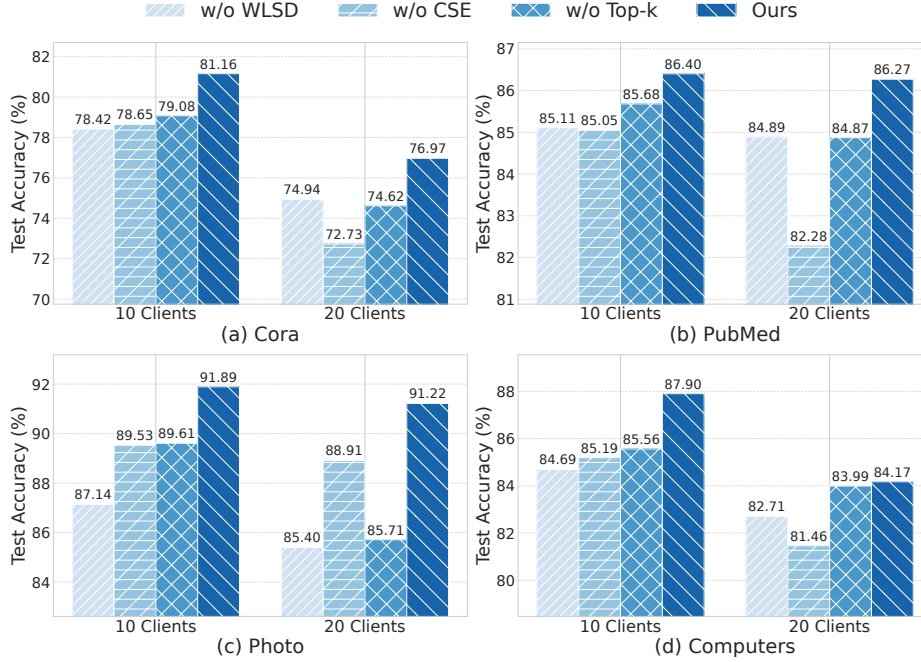 w/o WLSD w/o CSE w/o Top-k Ours
Test Accuracy (%)
82
80
78
76
74
72
70
78.42 78.65 79.08 81.16
74.94 72.73 74.62 76.97
10 Clients 20 Clients
(a) Cora
Test Accuracy (%)
87
86
85
84
83
82
81
85.11 85.05 85.68 86.40
84.89 82.28 84.87 86.27
10 Clients 20 Clients
(b) PubMed
Test Accuracy (%)
92
90
88
86
84
87.14 89.53 89.61 91.89
85.40 88.91 85.71 91.22
10 Clients 20 Clients
(c) Photo
Test Accuracy (%)
88
86
84
82
80
84.69 85.19 85.56 87.90
82.71 81.46 83.99 84.17
10 Clients 20 Clients
(d) Computers